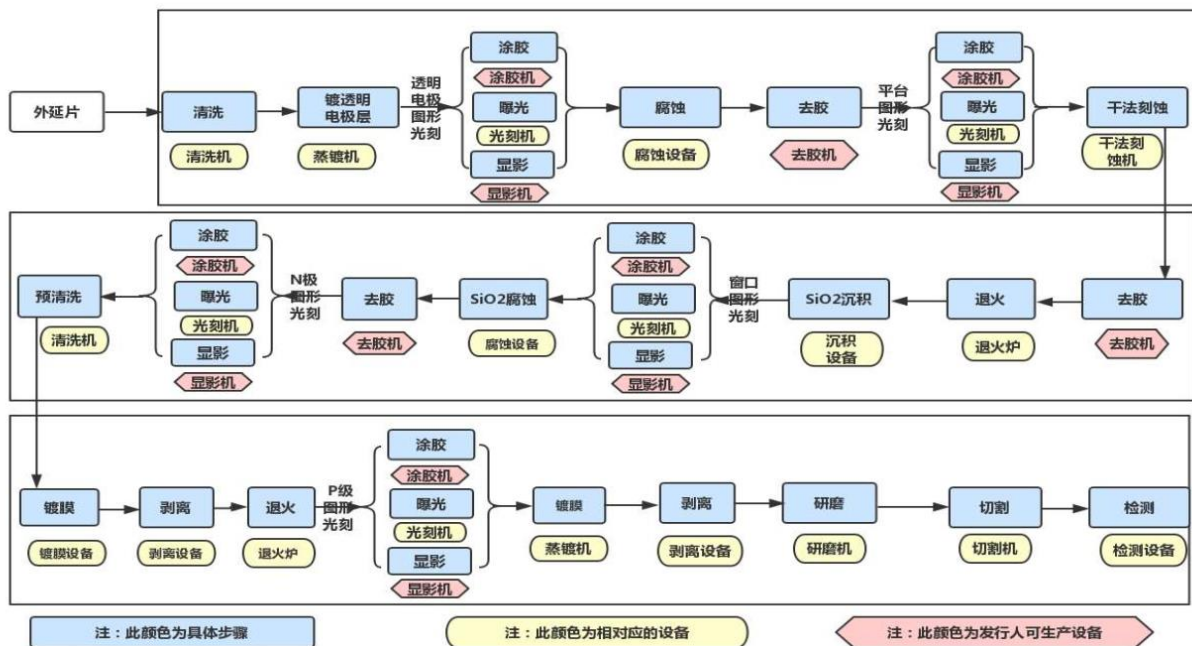 外延片
清洗
清洗机
镀透明
电极层
蒸镀机
透明
电极
图形
光刻
涂胶
涂胶机
曝光
光刻机
显影
显影机
腐蚀
腐蚀设备
去胶
去胶机
平台
图形
光刻
涂胶
涂胶机
曝光
光刻机
显影
显影机
干法刻蚀
干法刻
蚀机
去胶
去胶机
退火
退火炉
SiO2沉积
沉积
设备
窗口
图形
光刻
涂胶
涂胶机
曝光
光刻机
显影
显影机
SiO2腐蚀
腐蚀设备
去胶
去胶机
N极
图形
光刻
涂胶
涂胶机
曝光
光刻机
显影
显影机
预清洗
清洗机
镀膜
镀膜设备
剥离
剥离设备
退火
退火炉
P级
图形
光刻
涂胶
涂胶机
曝光
光刻机
显影
显影机
镀膜
蒸镀机
剥离
剥离设备
研磨
研磨机
切割
切割机
检测
检测设备
注：此颜色为具体步骤
注：此颜色为相对应的设备
注：此颜色为发行人可生产设备